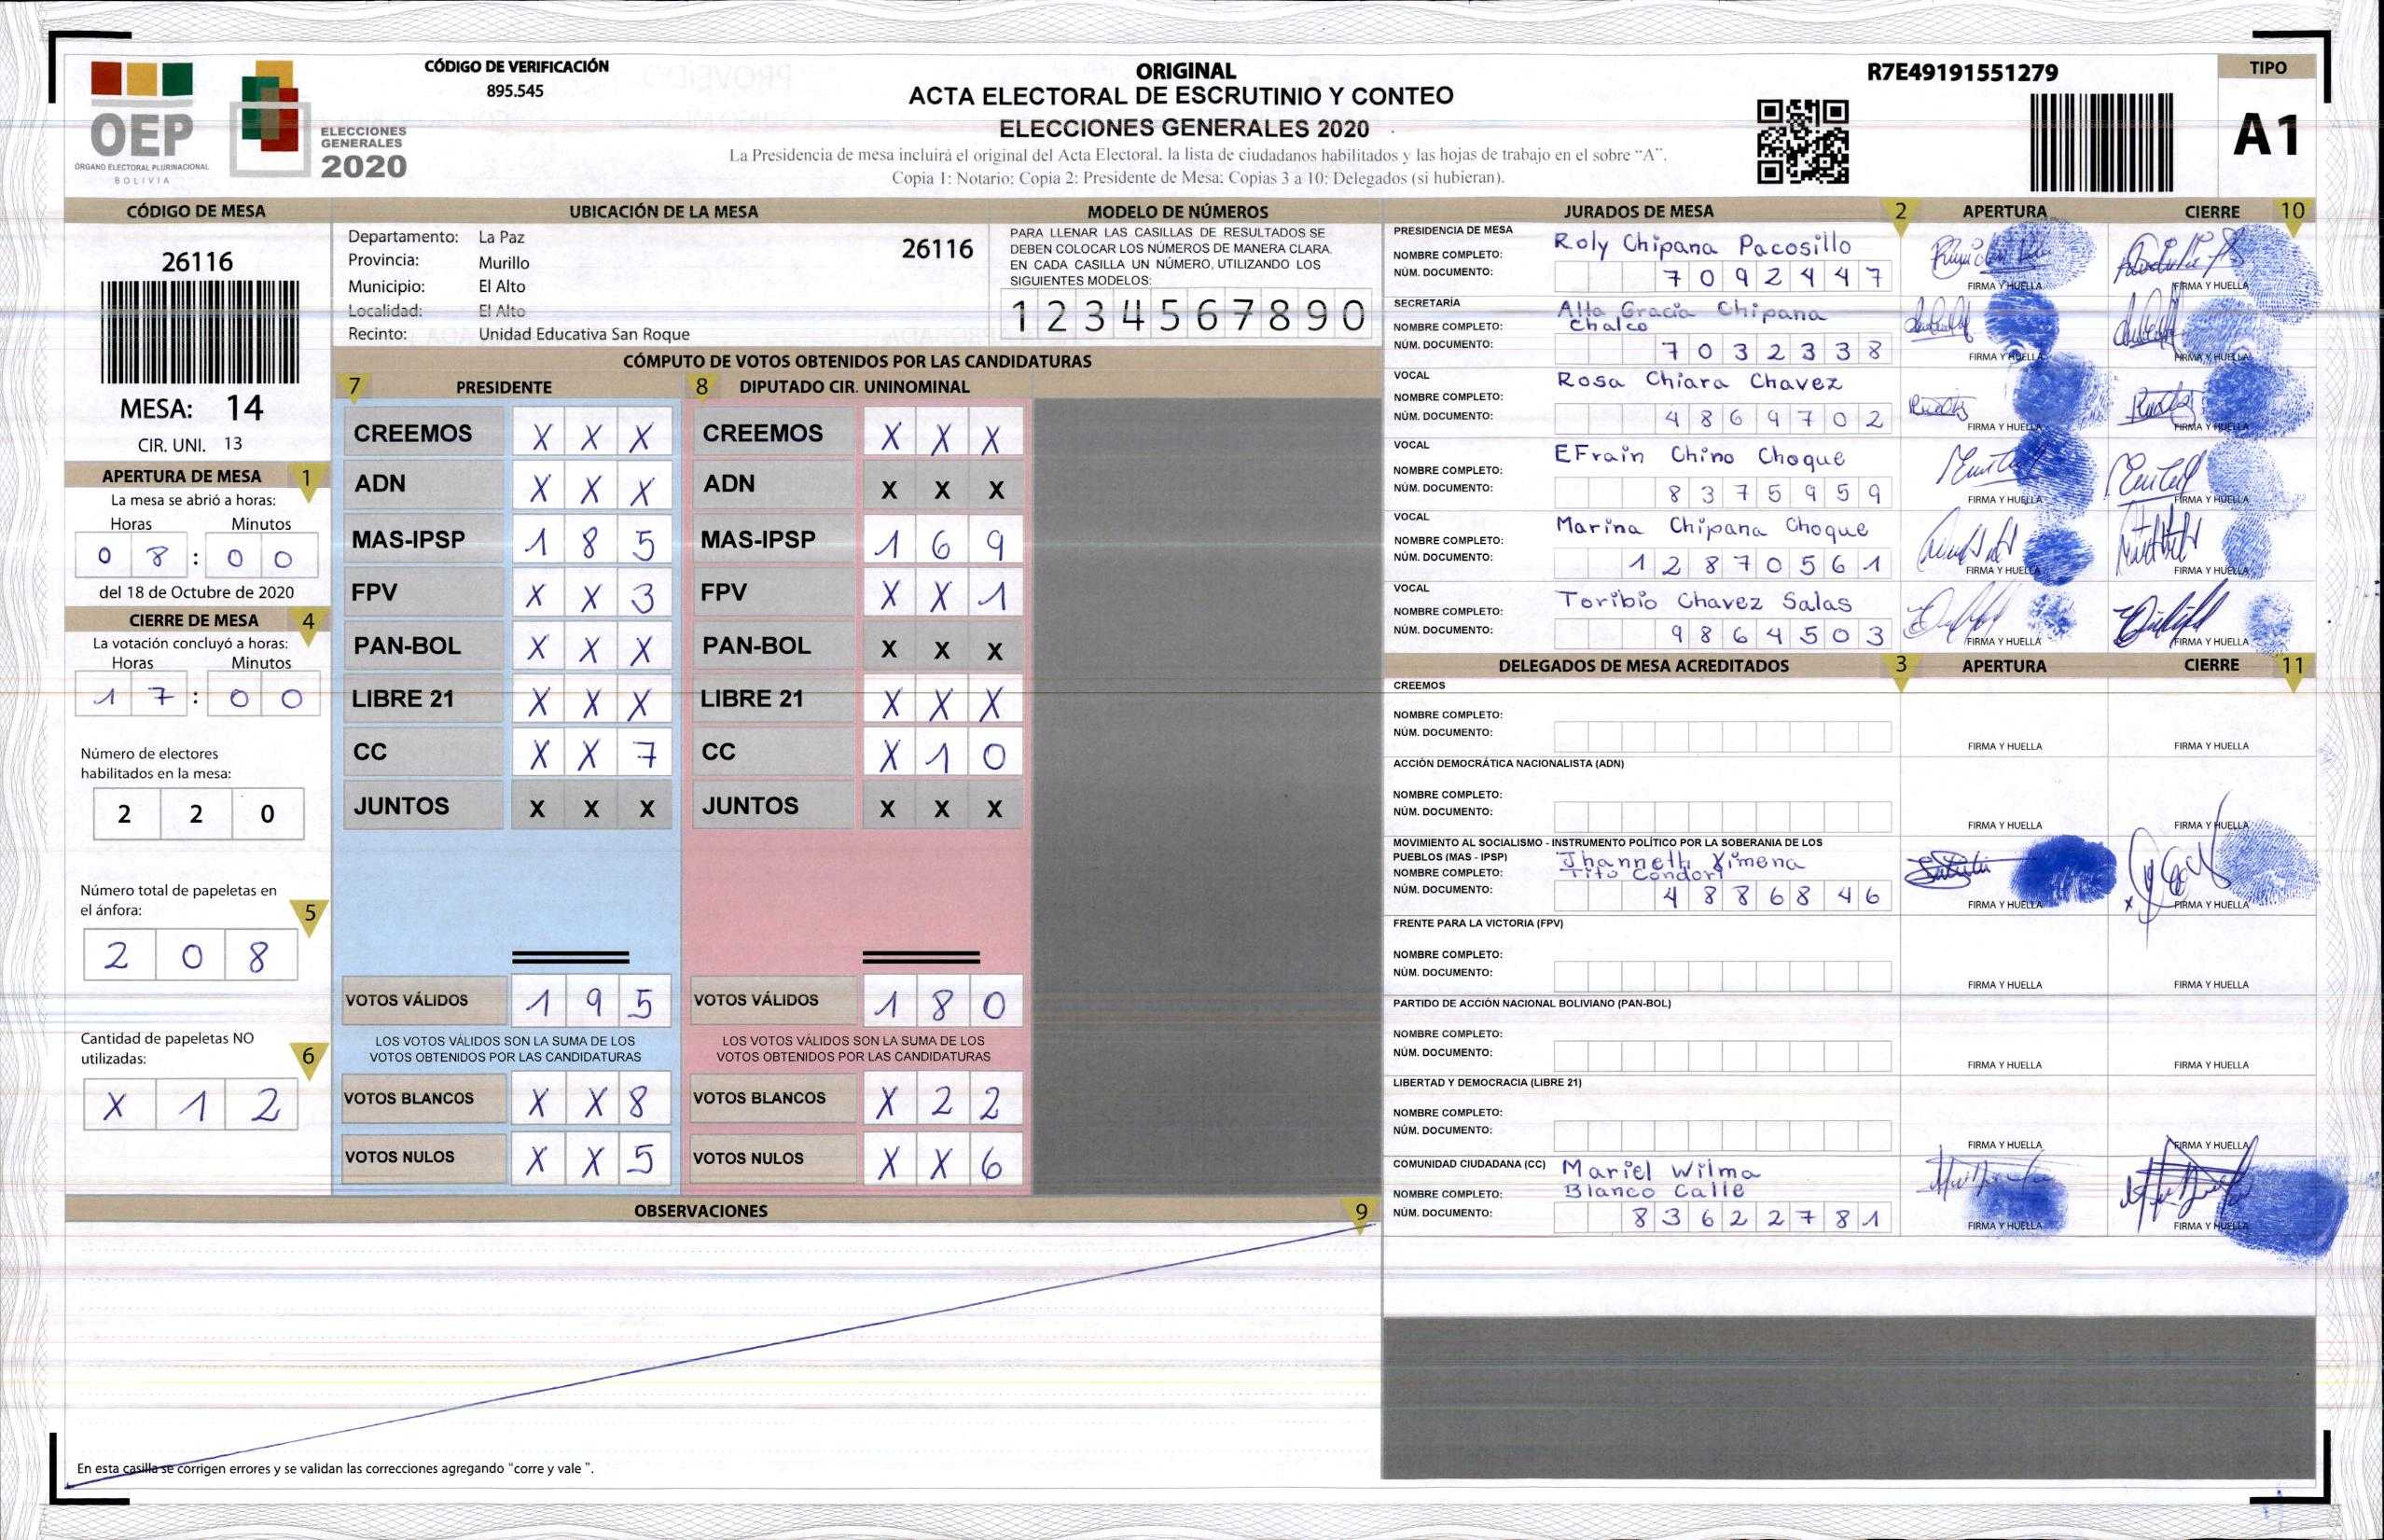 OEP
ÓRGANO ELECTORAL PLURINACIONAL
BOLIVIA
ELECCIONES
GENERALES
2020
CÓDIGO DE VERIFICACIÓN
895.545
ORIGINAL
ACTA ELECTORAL DE ESCRUTINIO Y CONTEO
ELECCIONES GENERALES 2020
La Presidencia de mesa incluirá el original del Acta Electoral, la lista de ciudadanos habilitados y las hojas de trabajo en el sobre "A".
Copia 1: Notario; Copia 2: Presidente de Mesa; Copias 3 a 10: Delegados (si hubieran).
R7E49191551279
TIPO
A1
CÓDIGO DE MESA
26116
MESA: 14
CIR. UNI. 13
APERTURA DE MESA 1
La mesa se abrió a horas:
Horas Minutos
0 8 : 0 0
del 18 de Octubre de 2020
CIERRE DE MESA 4
La votación concluyó a horas:
Horas Minutos
1 7 : 0 0
Número de electores
habilitados en la mesa:
2 2 0
Número total de papeletas en
el ánfora: 5
2 0 8
Cantidad de papeletas NO
utilizadas: 6
X 1 2
UBICACIÓN DE LA MESA
Departamento: La Paz
26116
Provincia: Murillo
Municipio: El Alto
Localidad: El Alto
Recinto: Unidad Educativa San Roque
MODELO DE NÚMEROS
PARA LLENAR LAS CASILLAS DE RESULTADOS SE
DEBEN COLOCAR LOS NÚMEROS DE MANERA CLARA.
EN CADA CASILLA UN NÚMERO, UTILIZANDO LOS
SIGUIENTES MODELOS:
1 2 3 4 5 6 7 8 9 0
CÓMPUTO DE VOTOS OBTENIDOS POR LAS CANDIDATURAS
7 PRESIDENTE
CREEMOS X X X
ADN X X X
MAS-IPSP 1 8 5
FPV X X 3
PAN-BOL X X X
LIBRE 21 X X X
CC X X 7
JUNTOS X X X
VOTOS VÁLIDOS 1 9 5
LOS VOTOS VÁLIDOS SON LA SUMA DE LOS
VOTOS OBTENIDOS POR LAS CANDIDATURAS
VOTOS BLANCOS X X 8
VOTOS NULOS X X 5
8 DIPUTADO CIR. UNINOMINAL
CREEMOS X X X
ADN X X X
MAS-IPSP 1 6 9
FPV X X 1
PAN-BOL X X X
LIBRE 21 X X X
CC X 1 0
JUNTOS X X X
VOTOS VÁLIDOS 1 8 0
LOS VOTOS VÁLIDOS SON LA SUMA DE LOS
VOTOS OBTENIDOS POR LAS CANDIDATURAS
VOTOS BLANCOS X 2 2
VOTOS NULOS X X 6
OBSERVACIONES 9
En esta casilla se corrigen errores y se validan las correcciones agregando "corre y vale ".
JURADOS DE MESA 2 APERTURA CIERRE 10
PRESIDENCIA DE MESA
NOMBRE COMPLETO: Roly Chipana Pacosillo
NÚM. DOCUMENTO: 7 0 9 2 4 4 7
FIRMA Y HUELLA FIRMA Y HUELLA
SECRETARÍA
NOMBRE COMPLETO: Alta Gracia Chipana
Chalco
NÚM. DOCUMENTO: 7 0 3 2 3 3 8
FIRMA Y HUELLA FIRMA Y HUELLA
VOCAL
NOMBRE COMPLETO: Rosa Chiara Chavez
NÚM. DOCUMENTO: 4 8 6 9 7 0 2
FIRMA Y HUELLA FIRMA Y HUELLA
VOCAL
NOMBRE COMPLETO: EFrain Chino Choque
NÚM. DOCUMENTO: 8 3 7 5 9 5 9
FIRMA Y HUELLA FIRMA Y HUELLA
VOCAL
NOMBRE COMPLETO: Marina Chipana Choque
NÚM. DOCUMENTO: 1 2 8 7 0 5 6 1
FIRMA Y HUELLA FIRMA Y HUELLA
VOCAL
NOMBRE COMPLETO: Toribio Chavez Salas
NÚM. DOCUMENTO: 9 8 6 4 5 0 3
FIRMA Y HUELLA FIRMA Y HUELLA
DELEGADOS DE MESA ACREDITADOS 3 APERTURA CIERRE 11
CREEMOS
NOMBRE COMPLETO:
NÚM. DOCUMENTO:
FIRMA Y HUELLA FIRMA Y HUELLA
ACCIÓN DEMOCRÁTICA NACIONALISTA (ADN)
NOMBRE COMPLETO:
NÚM. DOCUMENTO:
FIRMA Y HUELLA FIRMA Y HUELLA
MOVIMIENTO AL SOCIALISMO - INSTRUMENTO POLÍTICO POR LA SOBERANIA DE LOS
PUEBLOS (MAS - IPSP) Jhanneth Ximena
NOMBRE COMPLETO: Tito Condori
NÚM. DOCUMENTO: 4 8 8 6 8 4 6
FIRMA Y HUELLA FIRMA Y HUELLA
FRENTE PARA LA VICTORIA (FPV)
NOMBRE COMPLETO:
NÚM. DOCUMENTO:
FIRMA Y HUELLA FIRMA Y HUELLA
PARTIDO DE ACCIÓN NACIONAL BOLIVIANO (PAN-BOL)
NOMBRE COMPLETO:
NÚM. DOCUMENTO:
FIRMA Y HUELLA FIRMA Y HUELLA
LIBERTAD Y DEMOCRACIA (LIBRE 21)
NOMBRE COMPLETO:
NÚM. DOCUMENTO:
FIRMA Y HUELLA FIRMA Y HUELLA
COMUNIDAD CIUDADANA (CC) Mariel Wilma
NOMBRE COMPLETO: Blanco Calle
NÚM. DOCUMENTO: 8 3 6 2 2 7 8 1
FIRMA Y HUELLA FIRMA Y HUELLA